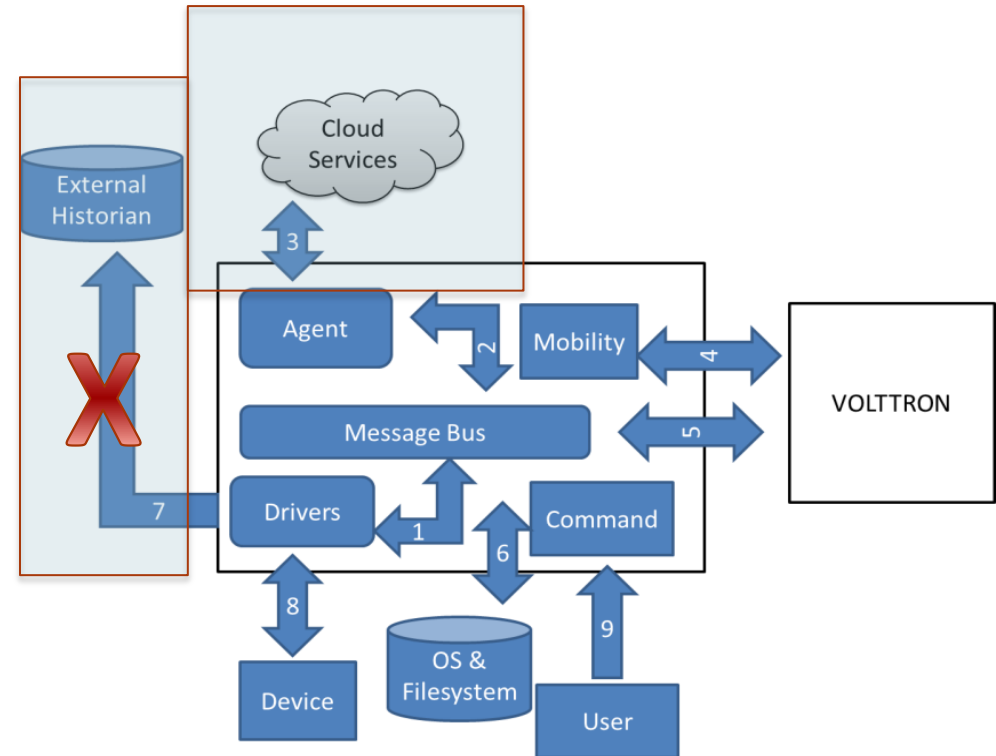 Cloud
Services
External
Historian
3
Agent
2
Mobility
4
VOLTTRON
Message Bus
5
X
7
Drivers
1
Command
6
8
9
OS &
Filesystem
Device
User